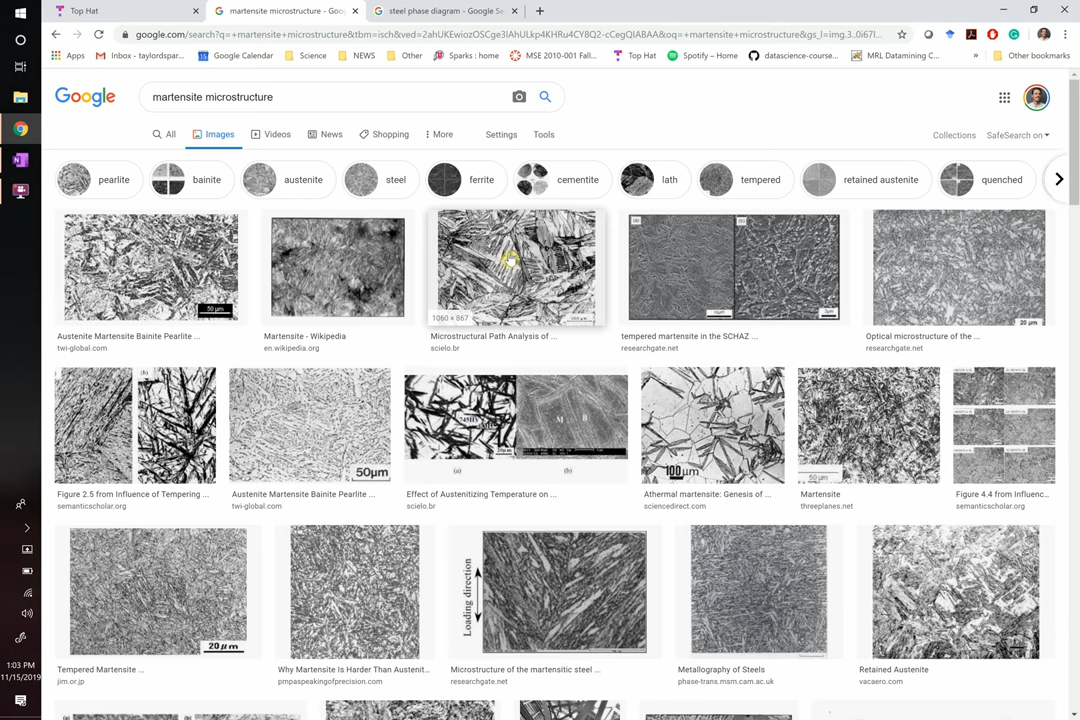 Top Hat
martensite microstructure - Goo
steel phase diagram - Google Se
google.com/search?q=+martensite+microstructure&tbm=isch&ved=2ahUKEwiozOSCge3lAhULkp4KHRu4CY8Q2-cCegQIABAA&oq=+martensite+microstructure&gs_l=img.3..0i67l...
Apps
Inbox - taylordspar...
Google Calendar
Science
NEWS
Other
Sparks : home
MSE 2010-001 Fall...
Top Hat
Spotify – Home
datascience-course...
MRL Datamining C...
»
Other bookmarks
Google
martensite microstructure
All
Images
Videos
News
Shopping
More
Settings
Tools
Collections
SafeSearch on
pearlite
bainite
austenite
steel
ferrite
cementite
lath
tempered
retained austenite
quenched
50 μm
1060 × 867
(a)
20 μm
Austenite Martensite Bainite Pearlite ...
twi-global.com
Martensite - Wikipedia
en.wikipedia.org
Microstructural Path Analysis of ...
scielo.br
tempered martensite in the SCHAZ ...
researchgate.net
Optical microstructure of the ...
researchgate.net
(b)
50μm
745HV
M
B
(a)
(b)
100μm
50 μm
Figure 2.5 from Influence of Tempering ...
semanticscholar.org
Austenite Martensite Bainite Pearlite ...
twi-global.com
Effect of Austenitizing Temperature on ...
scielo.br
Athermal martensite: Genesis of ...
sciencedirect.com
Martensite
threeplanes.net
Figure 4.4 from Influenc...
semanticscholar.org
20μm
Loading direction
Tempered Martensite ...
jim.or.jp
Why Martensite Is Harder Than Austenit...
pmpaspeakingofprecision.com
Microstructure of the martensitic steel ...
researchgate.net
Metallography of Steels
phase-trans.msm.cam.ac.uk
Retained Austenite
vacaero.com
1:03 PM
11/15/2019